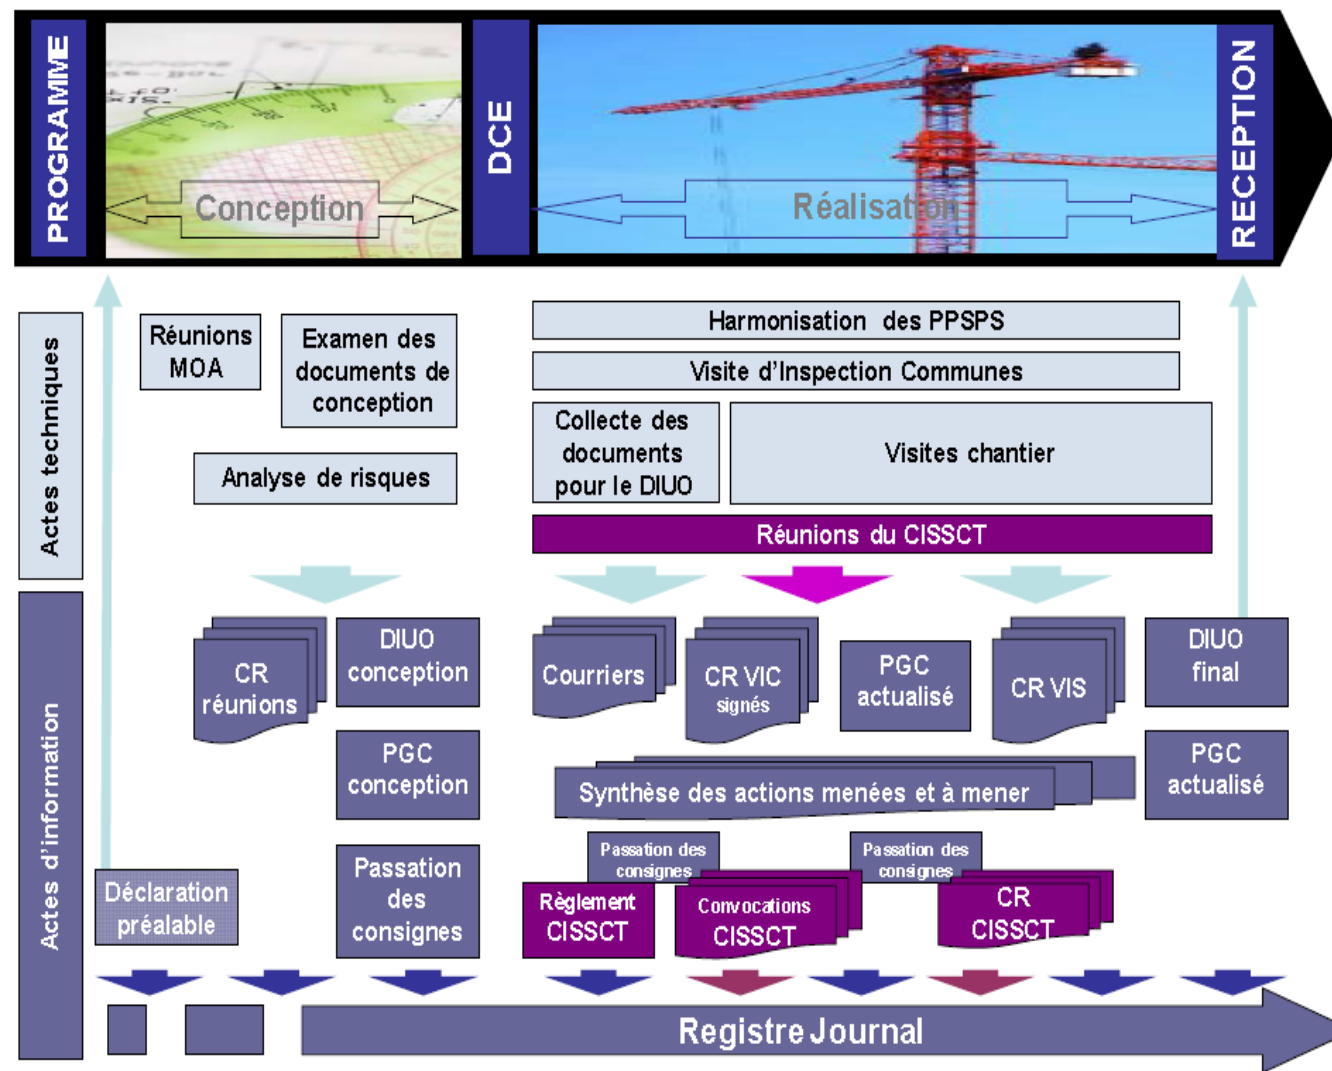 PROGRAMME
Conception
DCE
Réalisation
RECEPTION
Actes techniques
Réunions
MOA
Examen des
documents de
conception
Analyse de risques
Harmonisation des PPSPS
Visite d'Inspection Communes
Collecte des
documents
pour le DIUO
Visites chantier
Réunions du CISSCT
Actes d'information
CR
réunions
DIUO
conception
PGC
conception
Passation
des
consignes
Déclaration
préalable
Courriers
CR VIC
signés
PGC
actualisé
CR VIS
DIUO
final
PGC
actualisé
Synthèse des actions menées et à mener
Passation des
consignes
Passation des
consignes
Règlement
CISSCT
Convocations
CISSCT
CR
CISSCT
Registre Journal